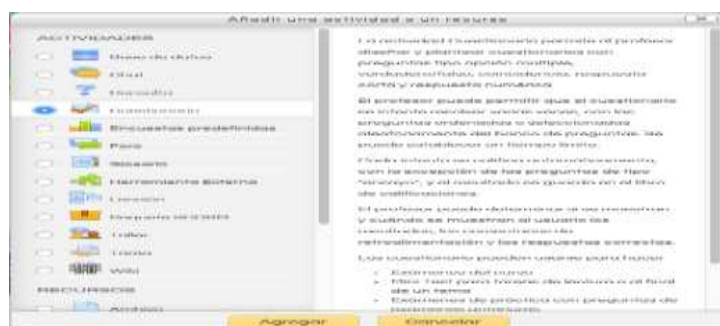 Añadir una actividad o un recurso
ACTIVIDADES
Base de datos
Chat
Consulta
Cuestionario
Encuestas predefinidas
Foro
Glosario
Herramienta Externa
Lección
Paquete SCORM
Taller
Tarea
Wiki
RECURSOS
Archivo
La actividad Cuestionario permite al profesor
diseñar y plantear cuestionarios con
preguntas tipo opción múltiple,
verdadero/falso, coincidencia, respuesta
corta y respuesta numérica
El profesor puede permitir que el cuestionario
se intente resolver varias veces, con las
preguntas ordenadas o seleccionadas
aleatoriamente del banco de preguntas. Se
puede establecer un tiempo límite.
Cada intento se califica automáticamente,
con la excepción de las preguntas de tipo
"ensayo", y el resultado se guarda en el libro
de calificaciones.
El profesor puede determinar si se muestran
y cuándo se muestran al usuario los
resultados, los comentarios de
retroalimentación y las respuestas correctas.
Los cuestionario pueden usarse para hacer
Exámenes del curso
Mini Test para tareas de lectura o al final
de un tema
Exámenes de práctica con preguntas de
exámenes anteriores
Agregar
Cancelar